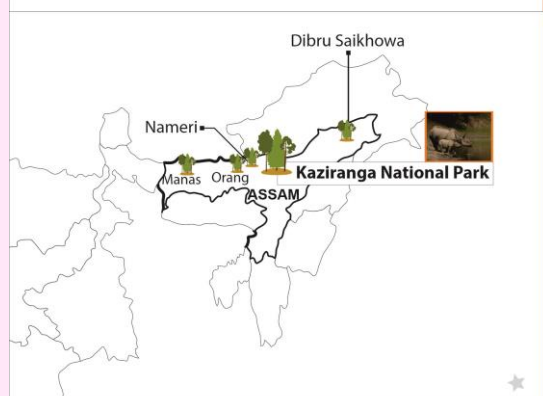 Dibru Saikhowa
Nameri
Kaziranga National Park
Manas
Orang
ASSAM